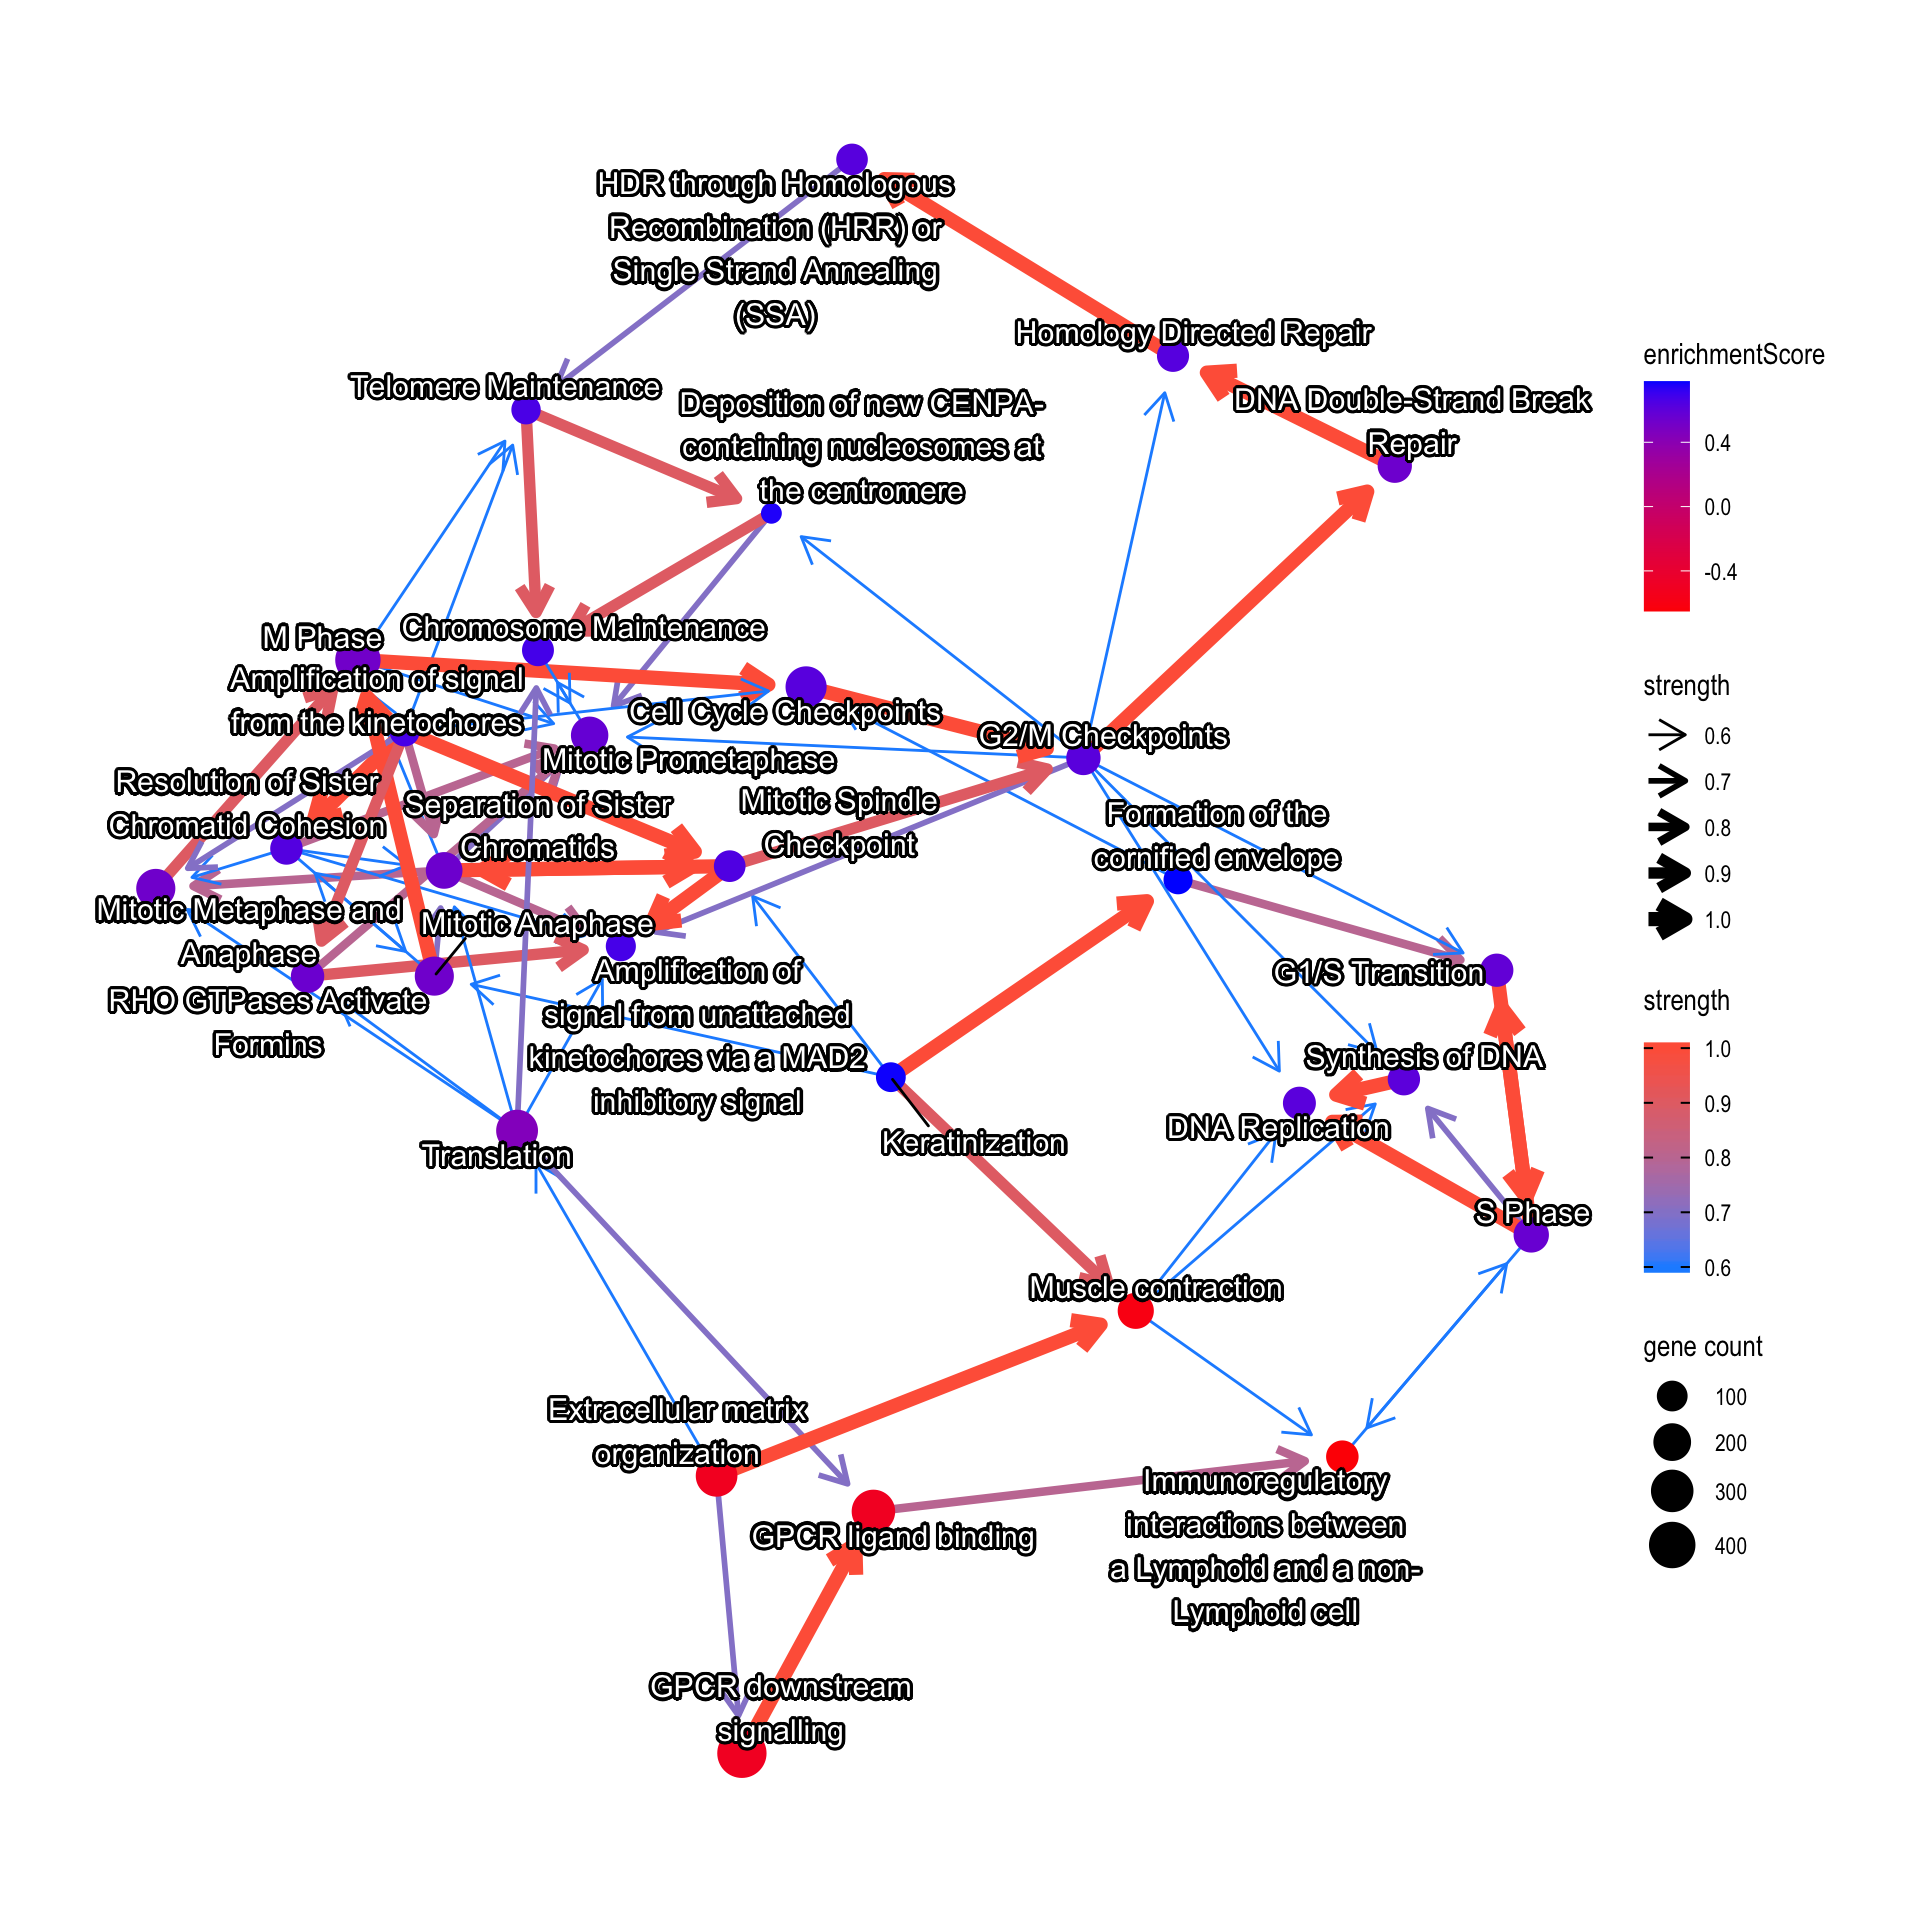 HDR through Homologous
Recombination (HRR) or
Single Strand Annealing
(SSA)
Homology Directed Repair
Telomere Maintenance
Deposition of new CENPA-
containing nucleosomes at
the centromere
DNA Double-Strand Break
Repair
M Phase
Chromosome Maintenance
Amplification of signal
from the kinetochores
Cell Cycle Checkpoints
G2/M Checkpoints
Mitotic Prometaphase
Resolution of Sister
Chromatid Cohesion
Separation of Sister
Chromatids
Mitotic Spindle
Checkpoint
Formation of the
cornified envelope
Mitotic Metaphase and
Anaphase
Mitotic Anaphase
RHO GTPases Activate
Formins
Amplification of
signal from unattached
kinetochores via a MAD2
inhibitory signal
G1/S Transition
Synthesis of DNA
DNA Replication
Keratinization
Translation
S Phase
Muscle contraction
Extracellular matrix
organization
GPCR ligand binding
Immunoregulatory
interactions between
a Lymphoid and a non-
Lymphoid cell
GPCR downstream
signalling
enrichmentScore
0.4
0.0
-0.4
strength
0.6
0.7
0.8
0.9
1.0
strength
1.0
0.9
0.8
0.7
0.6
gene count
100
200
300
400